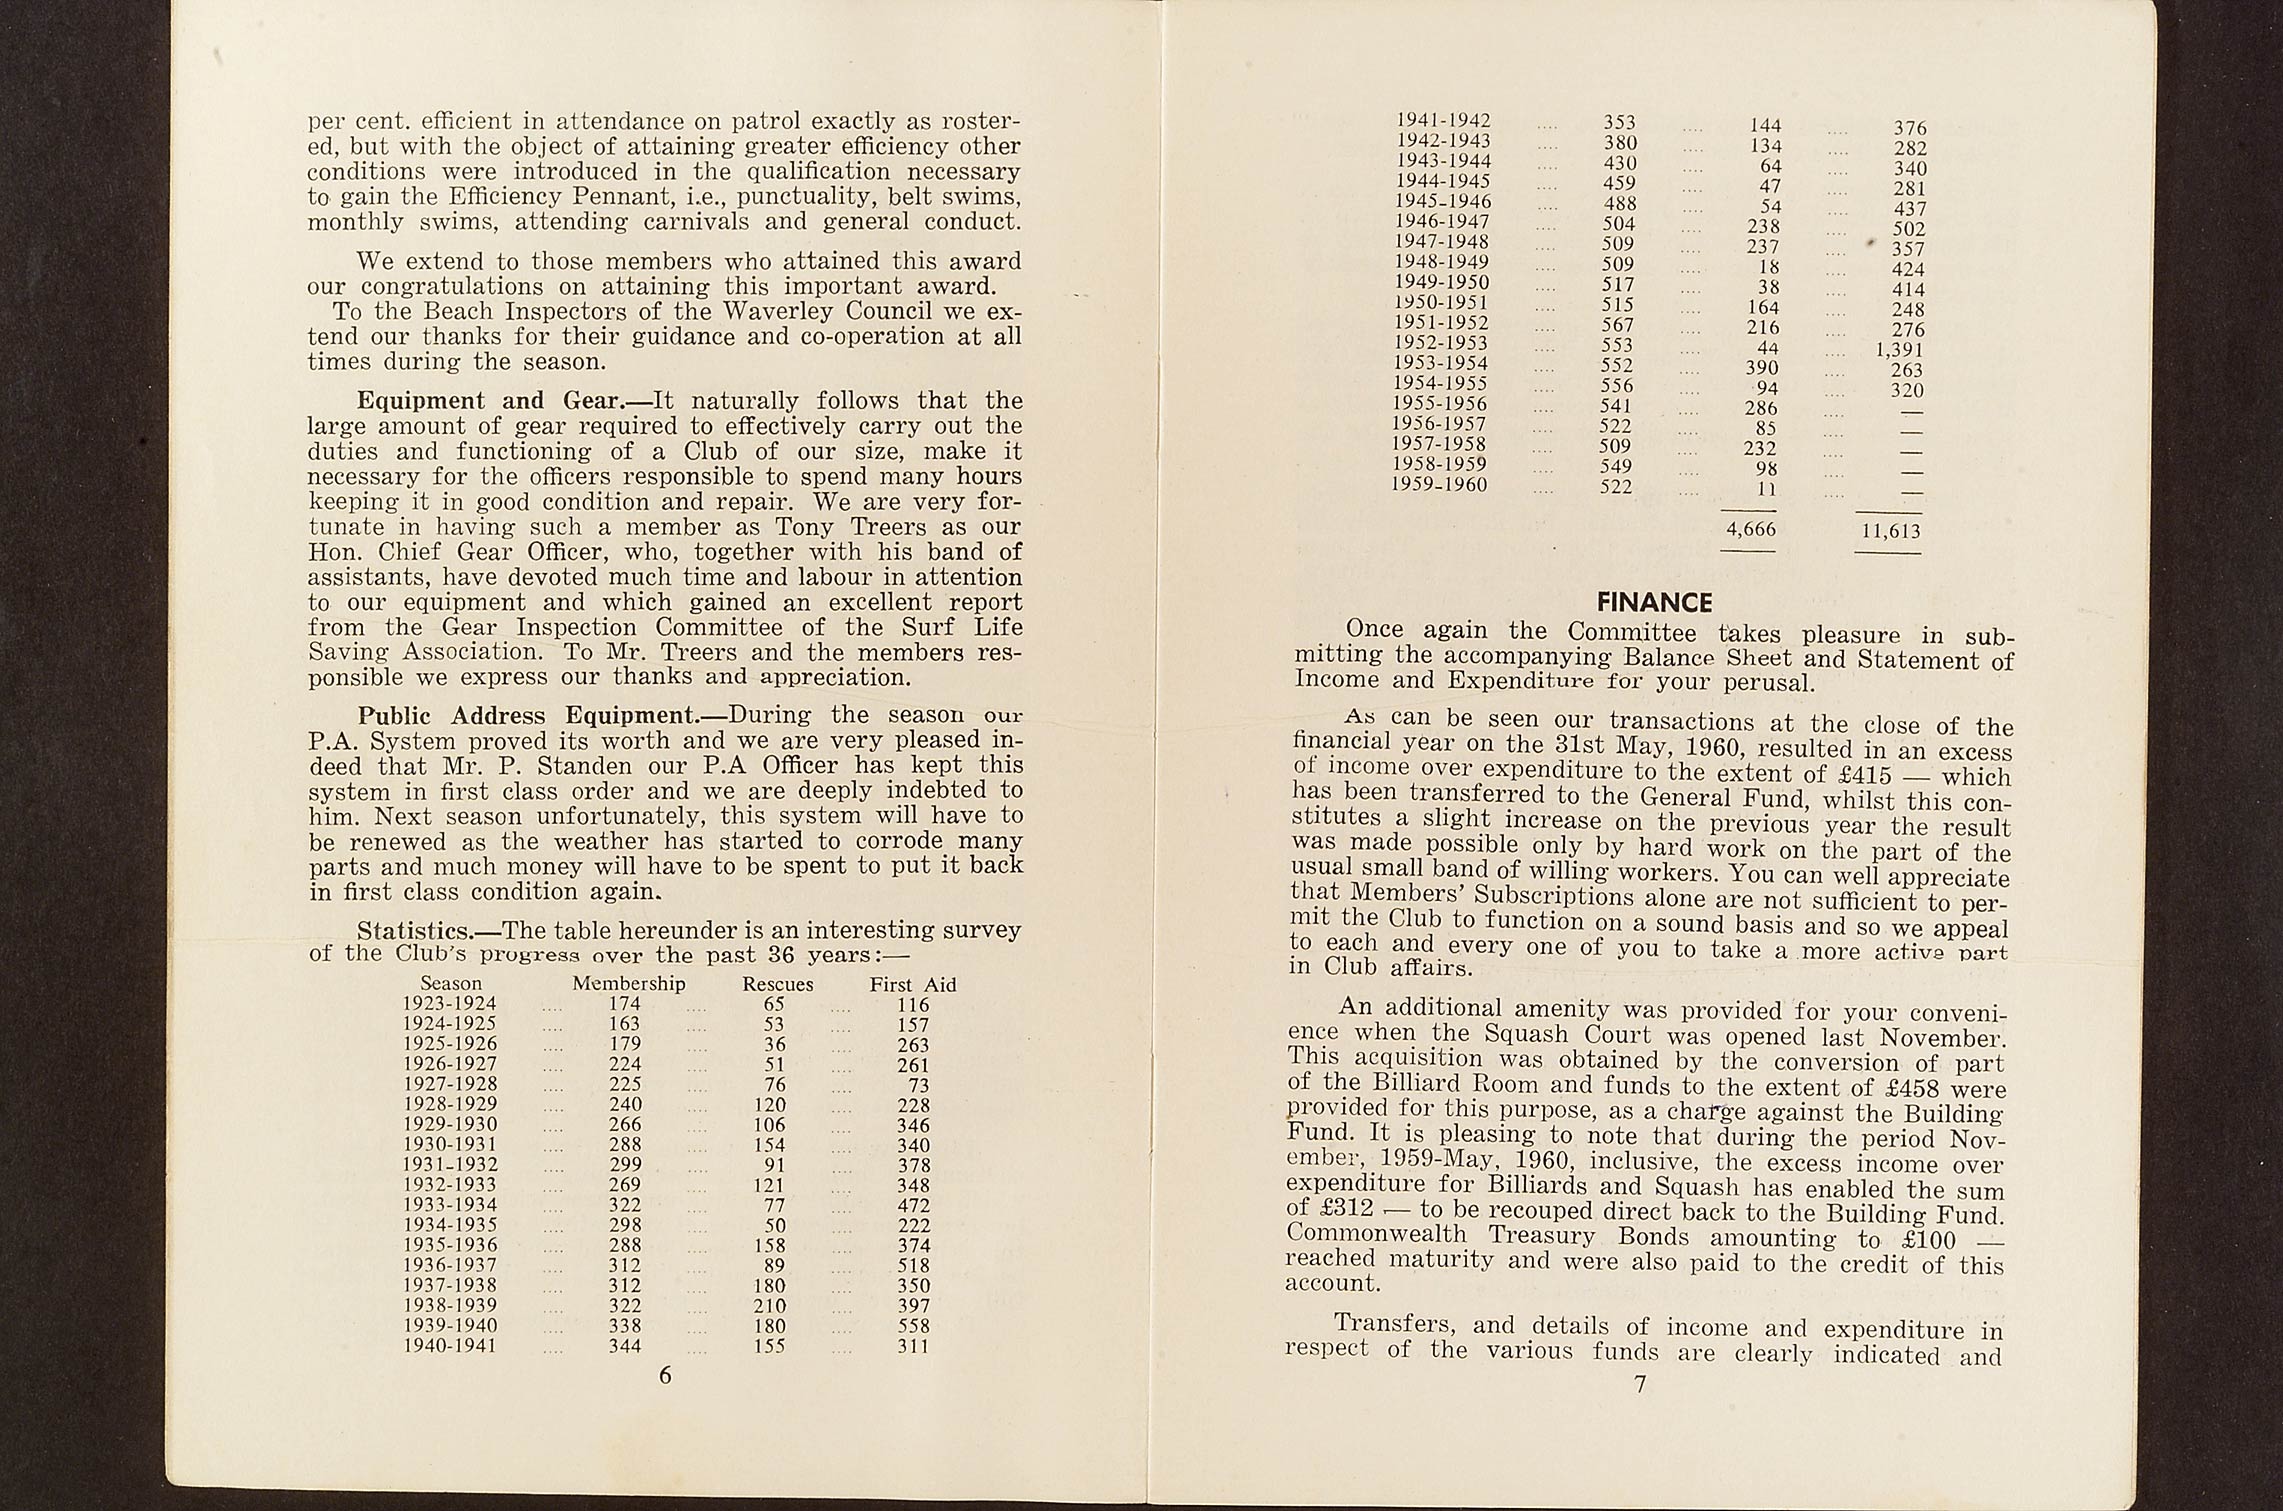 per cent. efficient in attendance on patrol exactly as roster-
ed, but with the object of attaining greater efficiency other
conditions were introduced in the qualification necessary
to gain the Efficiency Pennant, i.e., punctuality, belt swims,
monthly swims, attending carnivals and general conduct.
We extend to those members who attained this award
our congratulations on attaining this important award.
To the Beach Inspectors of the Waverley Council we ex-
tend our thanks for their guidance and co-operation at all
times during the season.
Equipment and Gear.—It naturally follows that the
large amount of gear required to effectively carry out the
duties and functioning of a Club of our size, make it
necessary for the officers responsible to spend many hours
keeping it in good condition and repair. We are very for-
tunate in having such a member as Tony Treers as our
Hon. Chief Gear Officer, who, together with his band of
assistants, have devoted much time and labour in attention
to our equipment and which gained an excellent report
from the Gear Inspection Committee of the Surf Life
Saving Association. To Mr. Treers and the members res-
ponsible we express our thanks and appreciation.
Public Address Equipment.—During the season our
P.A. System proved its worth and we are very pleased in-
deed that Mr. P. Standen our P.A Officer has kept this
system in first class order and we are deeply indebted to
him. Next season unfortunately, this system will have to
be renewed as the weather has started to corrode many
parts and much money will have to be spent to put it back
in first class condition again.
Statistics.—The table hereunder is an interesting survey
of the Club's progress over the past 36 years:—
Season Membership Rescues First Aid
1923-1924 .... 174 .... 65 .... 116
1924-1925 .... 163 .... 53 .... 157
1925-1926 .... 179 .... 36 .... 263
1926-1927 .... 224 .... 51 .... 261
1927-1928 .... 225 .... 76 .... 73
1928-1929 .... 240 .... 120 .... 228
1929-1930 .... 266 .... 106 .... 346
1930-1931 .... 288 .... 154 .... 340
1931-1932 .... 299 .... 91 .... 378
1932-1933 .... 269 .... 121 .... 348
1933-1934 .... 322 .... 77 .... 472
1934-1935 .... 298 .... 50 .... 222
1935-1936 .... 288 .... 158 .... 374
1936-1937 .... 312 .... 89 .... 518
1937-1938 .... 312 .... 180 .... 350
1938-1939 .... 322 .... 210 .... 397
1939-1940 .... 338 .... 180 .... 558
1940-1941 .... 344 .... 155 .... 311
6
1941-1942 .... 353 .... 144 .... 376
1942-1943 .... 380 .... 134 .... 282
1943-1944 .... 430 .... 64 .... 340
1944-1945 .... 459 .... 47 .... 281
1945-1946 .... 488 .... 54 .... 437
1946-1947 .... 504 .... 238 .... 502
1947-1948 .... 509 .... 237 .... 357
1948-1949 .... 509 .... 18 .... 424
1949-1950 .... 517 .... 38 .... 414
1950-1951 .... 515 .... 164 .... 248
1951-1952 .... 567 .... 216 .... 276
1952-1953 .... 553 .... 44 .... 1,391
1953-1954 .... 552 .... 390 .... 263
1954-1955 .... 556 .... 94 .... 320
1955-1956 .... 541 .... 286 .... —
1956-1957 .... 522 .... 85 .... —
1957-1958 .... 509 .... 232 .... —
1958-1959 .... 549 .... 98 .... —
1959-1960 .... 522 .... 11 .... —
4,666 11,613
FINANCE
Once again the Committee takes pleasure in sub-
mitting the accompanying Balance Sheet and Statement of
Income and Expenditure for your perusal.
As can be seen our transactions at the close of the
financial year on the 31st May, 1960, resulted in an excess
of income over expenditure to the extent of £415 — which
has been transferred to the General Fund, whilst this con-
stitutes a slight increase on the previous year the result
was made possible only by hard work on the part of the
usual small band of willing workers. You can well appreciate
that Members' Subscriptions alone are not sufficient to per-
mit the Club to function on a sound basis and so we appeal
to each and every one of you to take a more active part
in Club affairs.
An additional amenity was provided for your conveni-
ence when the Squash Court was opened last November.
This acquisition was obtained by the conversion of part
of the Billiard Room and funds to the extent of £458 were
provided for this purpose, as a charge against the Building
Fund. It is pleasing to note that during the period Nov-
ember, 1959-May, 1960, inclusive, the excess income over
expenditure for Billiards and Squash has enabled the sum
of £312 — to be recouped direct back to the Building Fund.
Commonwealth Treasury Bonds amounting to £100 —
reached maturity and were also paid to the credit of this
account.
Transfers, and details of income and expenditure in
respect of the various funds are clearly indicated and
7